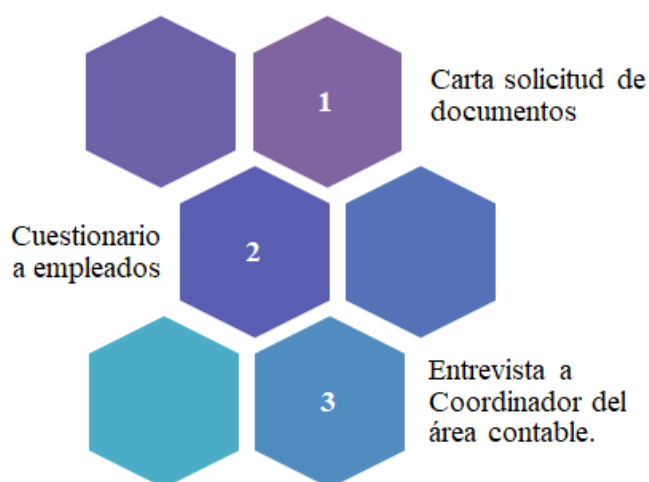 1
Carta solicitud de
documentos
Cuestionario
a empleados
2
3
Entrevista a
Coordinador del
área contable.